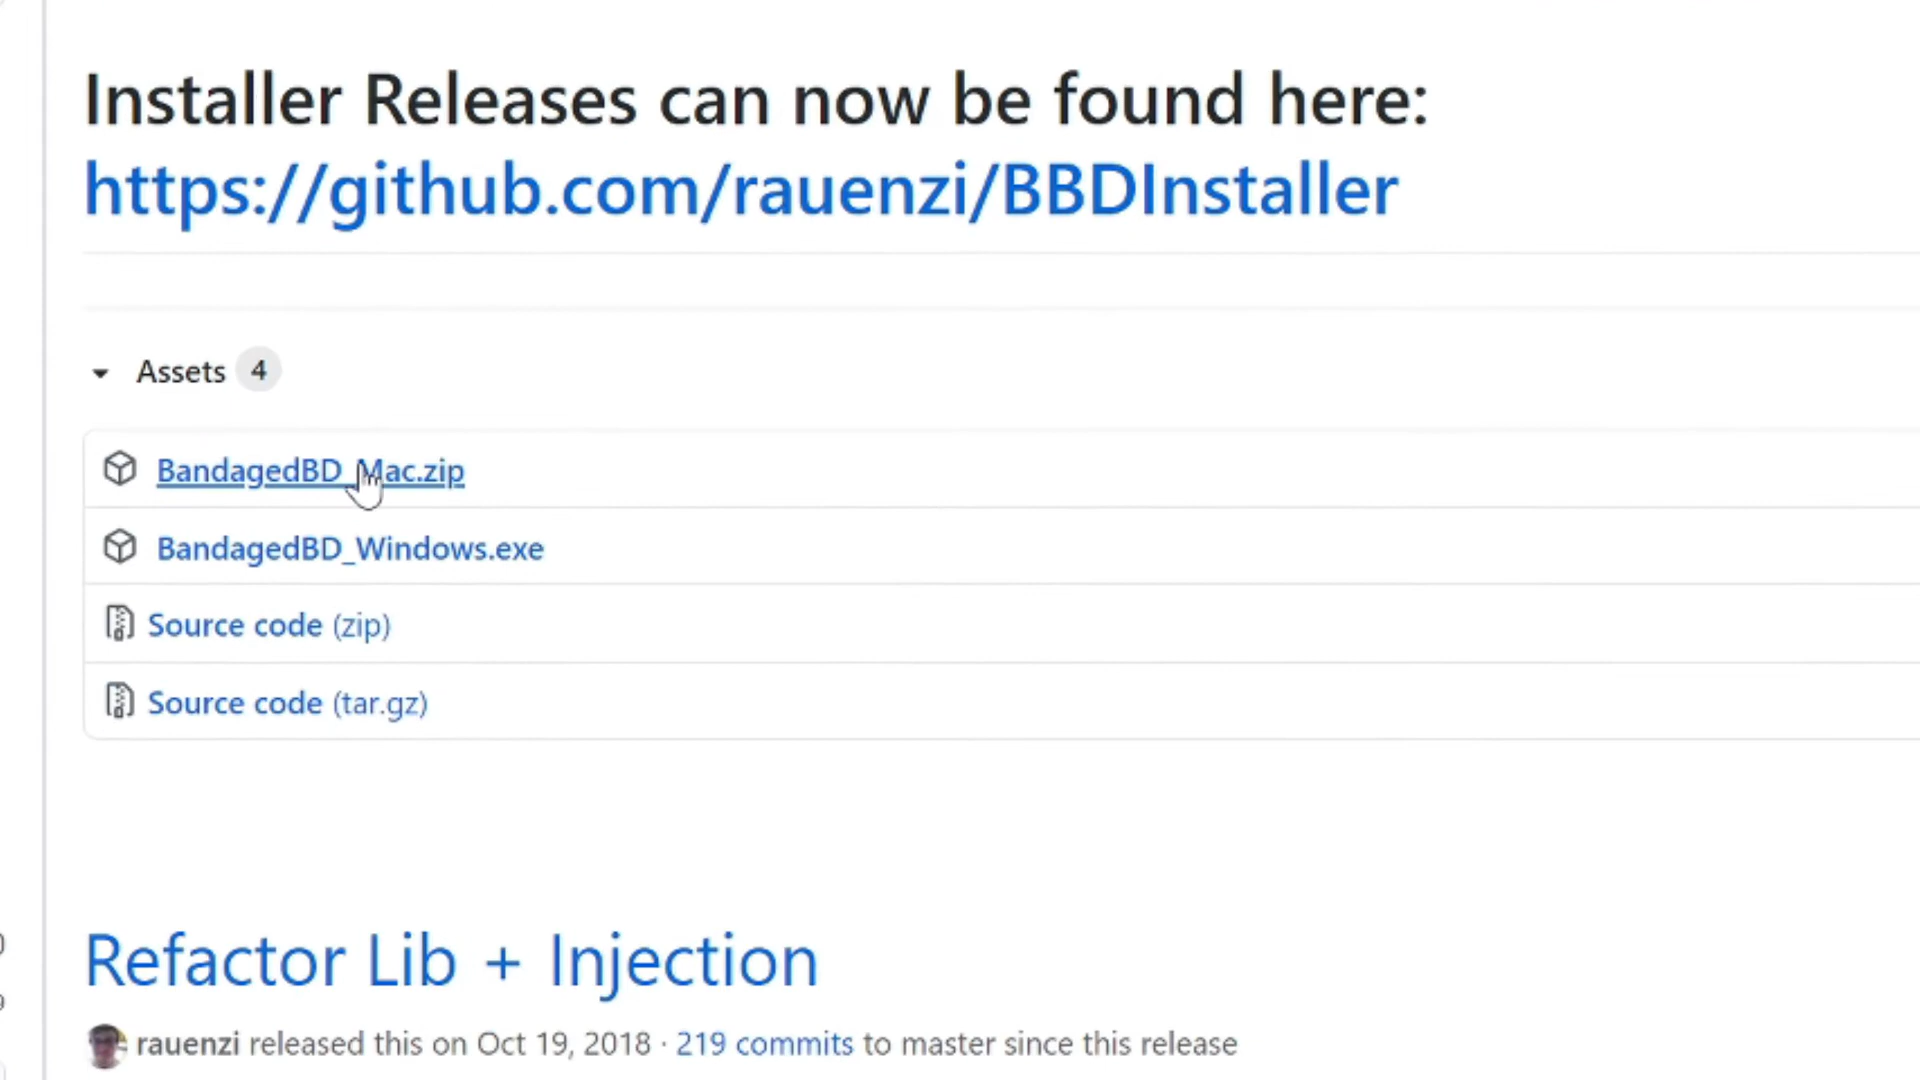 Installer Releases can now be found here:
https://github.com/rauenzi/BBDInstaller
Assets 4
BandagedBD_Mac.zip
BandagedBD_Windows.exe
Source code (zip)
Source code (tar.gz)
Refactor Lib + Injection
rauenzi released this on Oct 19, 2018 · 219 commits to master since this release